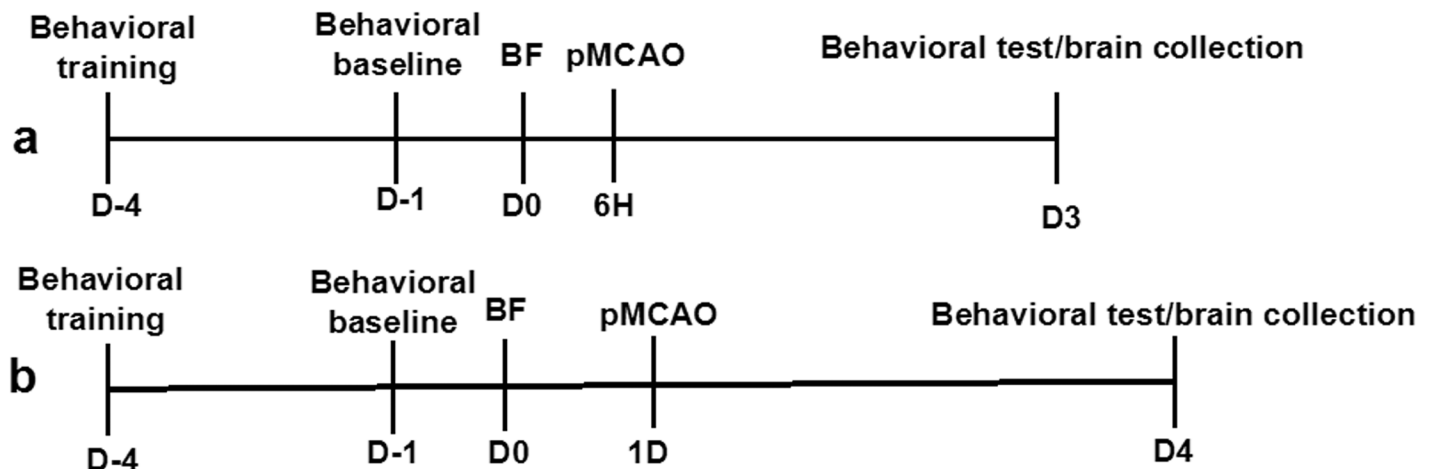 Behavioral
training
Behavioral
baseline
BF
pMCAO
Behavioral test/brain collection
a
D-4
D-1
D0
6H
D3
Behavioral
training
Behavioral
baseline
BF
pMCAO
Behavioral test/brain collection
b
D-4
D-1
D0
1D
D4